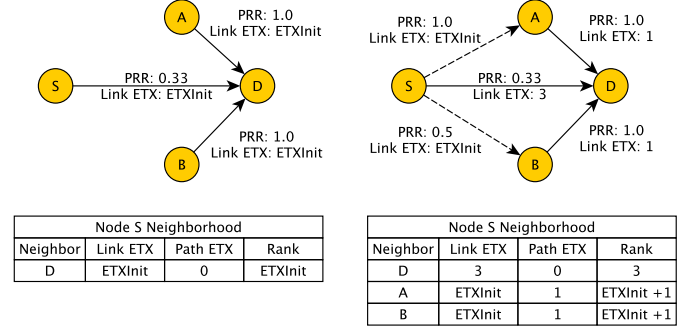 A
PRR: 1.0
Link ETX: ETXInit
S
PRR: 0.33
Link ETX: ETXInit
D
PRR: 1.0
Link ETX: ETXInit
B
PRR: 1.0
Link ETX: ETXInit
A
PRR: 1.0
Link ETX: 1
S
PRR: 0.33
Link ETX: 3
D
PRR: 0.5
Link ETX: ETXInit
PRR: 1.0
Link ETX: 1
B
Node S Neighborhood
Neighbor Link ETX Path ETX Rank
D ETXInit 0 ETXInit
Node S Neighborhood
Neighbor Link ETX Path ETX Rank
D 3 0 3
A ETXInit 1 ETXInit +1
B ETXInit 1 ETXInit +1